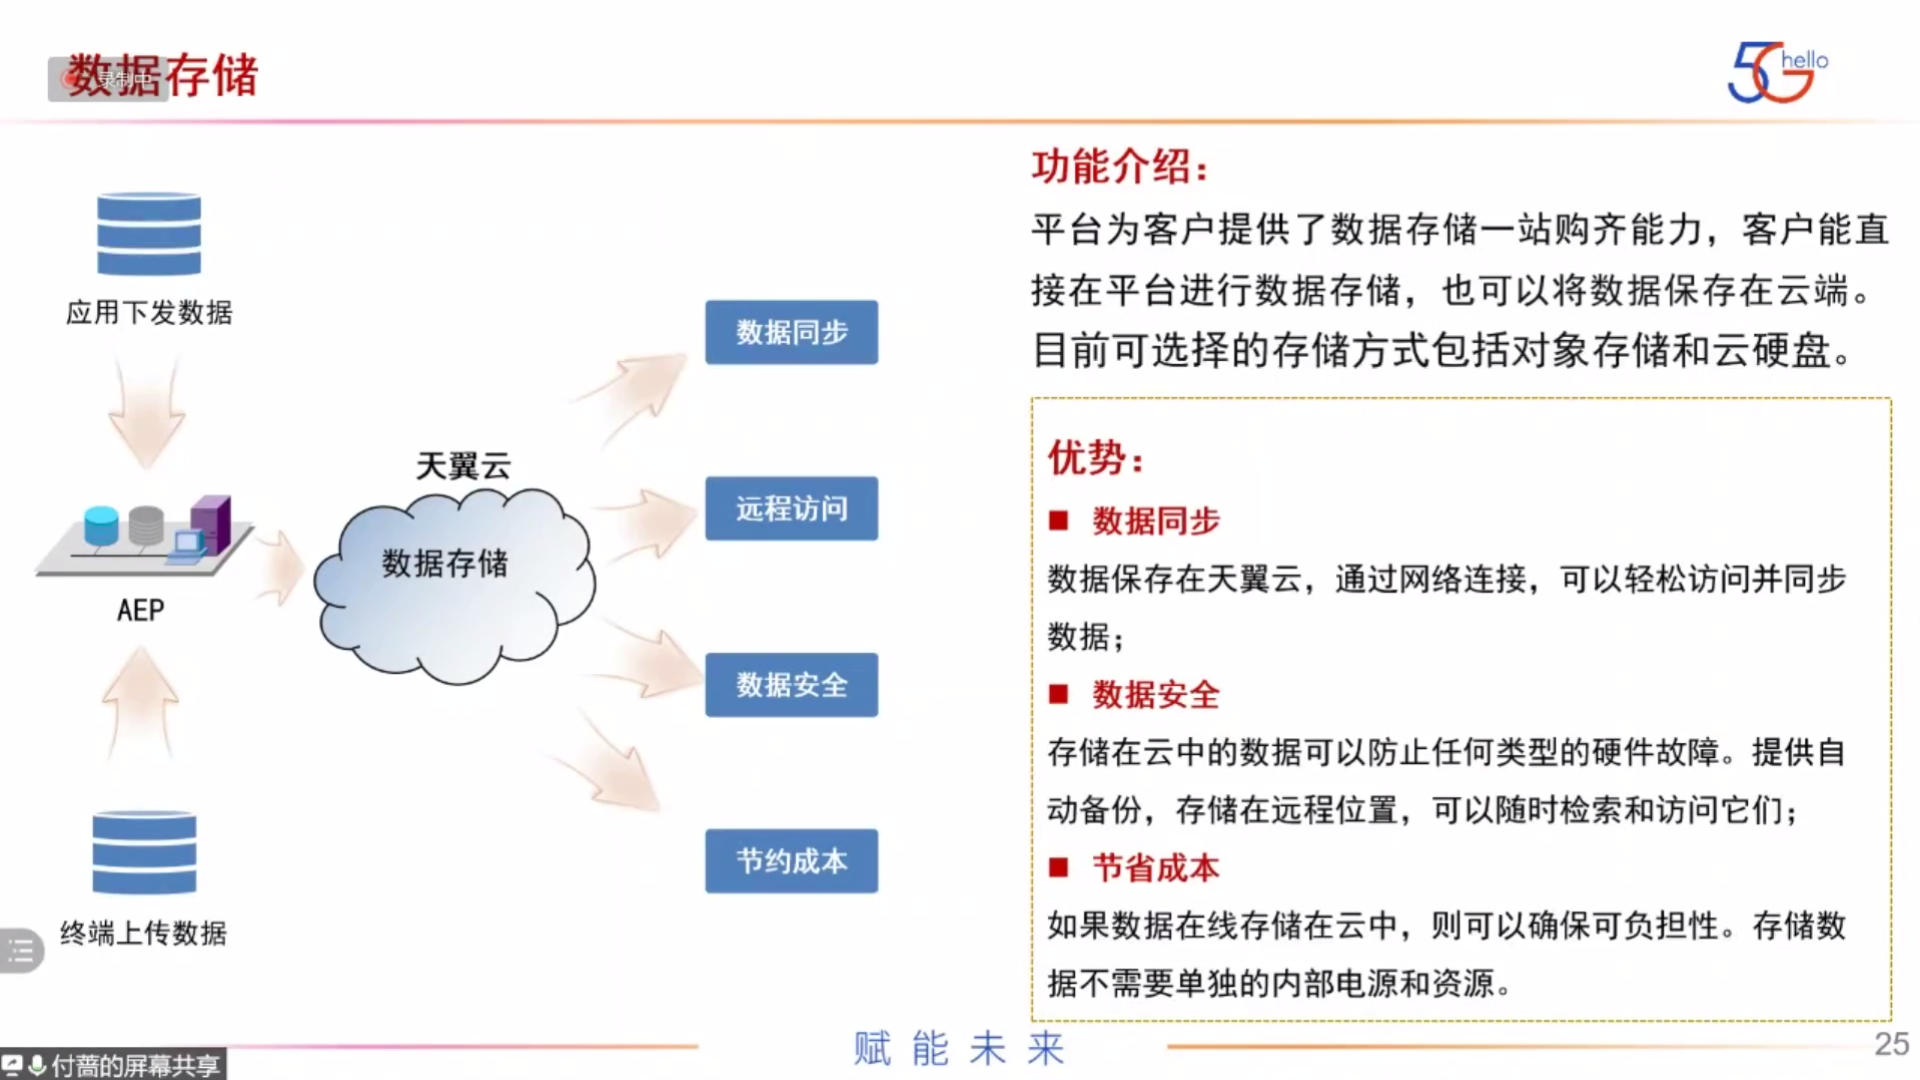 数据存储
录制中
5G hello
应用下发数据
AEP
终端上传数据
天翼云
数据存储
数据同步
远程访问
数据安全
节约成本
功能介绍：
平台为客户提供了数据存储一站购齐能力，客户能直
接在平台进行数据存储，也可以将数据保存在云端。
目前可选择的存储方式包括对象存储和云硬盘。
优势：
■ 数据同步
数据保存在天翼云，通过网络连接，可以轻松访问并同步
数据；
■ 数据安全
存储在云中的数据可以防止任何类型的硬件故障。提供自
动备份，存储在远程位置，可以随时检索和访问它们；
■ 节省成本
如果数据在线存储在云中，则可以确保可负担性。存储数
据不需要单独的内部电源和资源。
赋能未来
25
付蔷的屏幕共享